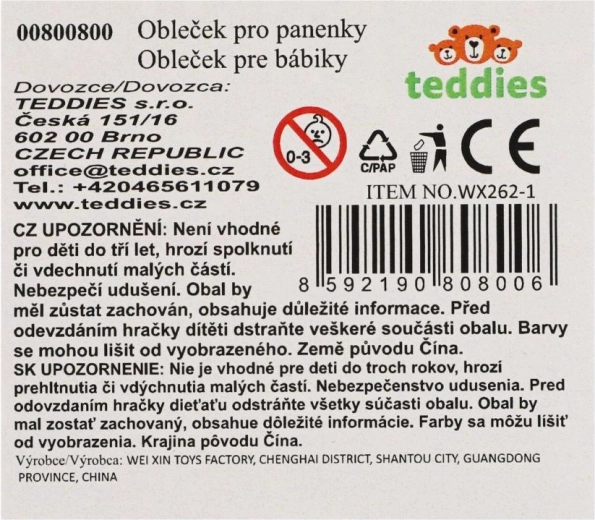 00800800 Obleček pro panenky
Obleček pre bábiky
teddies
Dovozce/Dovozca:
TEDDIES s.r.o.
Česká 151/16
602 00 Brno
CZECH REPUBLIC
office@teddies.cz
Tel.: +420465611079
www.teddies.cz
0-3
C/PAP
CE
ITEM NO.WX262-1
8 592190 808006
CZ UPOZORNĚNÍ: Není vhodné
pro děti do tří let, hrozí spolknutí
či vdechnutí malých částí.
Nebezpečí udušení. Obal by
měl zůstat zachován, obsahuje důležité informace. Před
odevzdáním hračky dítěti dstraňte veškeré součásti obalu. Barvy
se mohou lišit od vyobrazeného. Země původu Čína.
SK UPOZORNENIE: Nie je vhodné pre deti do troch rokov, hrozí
prehltnutia či vdýchnutia malých častí. Nebezpečenstvo udusenia. Pred
odovzdaním hračky dieťaťu odstráňte všetky súčasti obalu. Obal by
mal zostať zachovaný, obsahue dôležité informácie. Farby sa môžu líšiť
od vyobrazenia. Krajina pôvodu Čína.
Výrobce/Výrobca: WEI XIN TOYS FACTORY, CHENGHAI DISTRICT, SHANTOU CITY, GUANGDONG
PROVINCE, CHINA